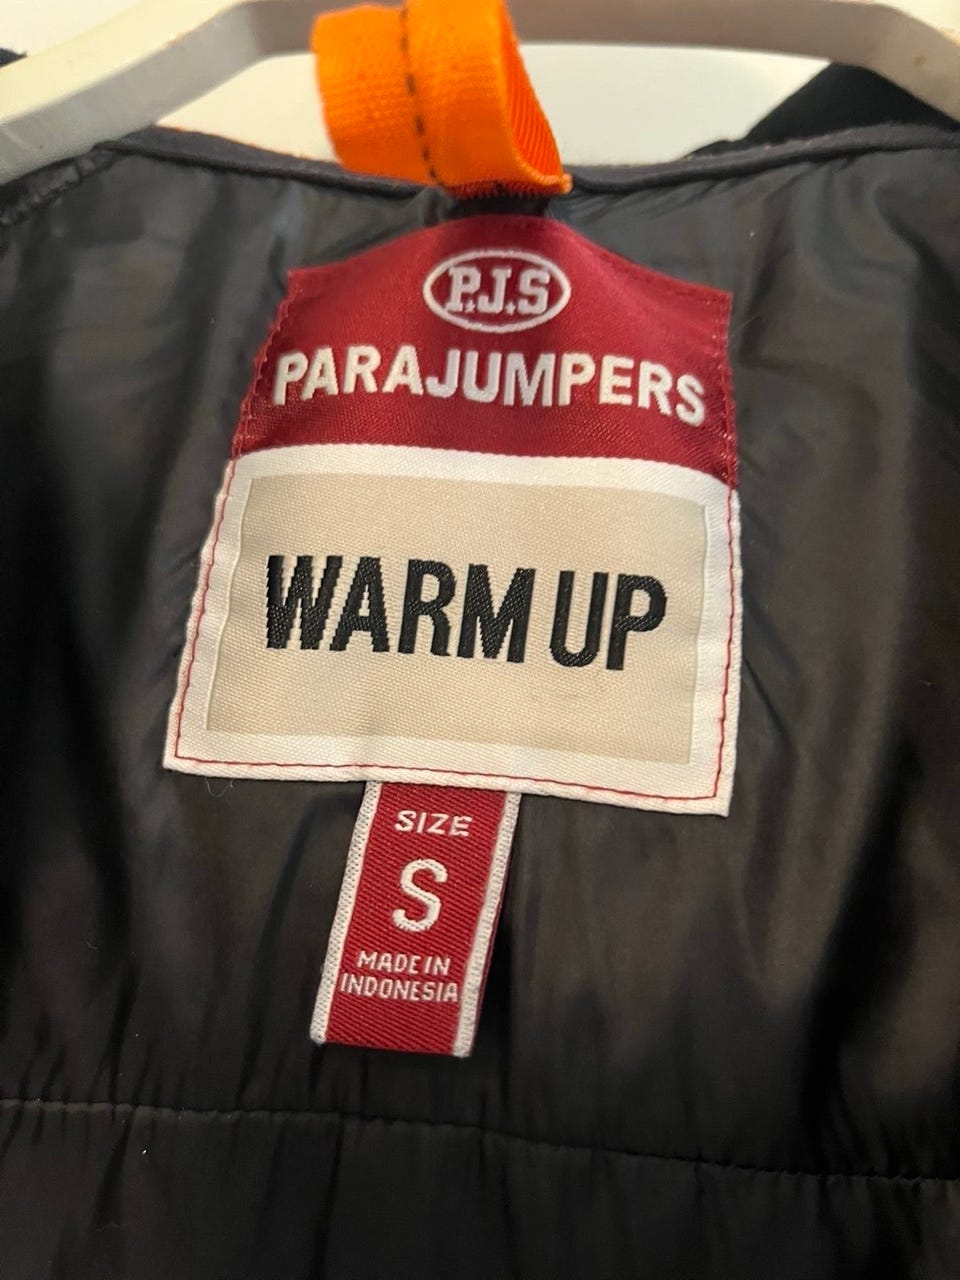 P.J.S
PARAJUMPERS
WARM UP
SIZE
S
MADE IN
INDONESIA